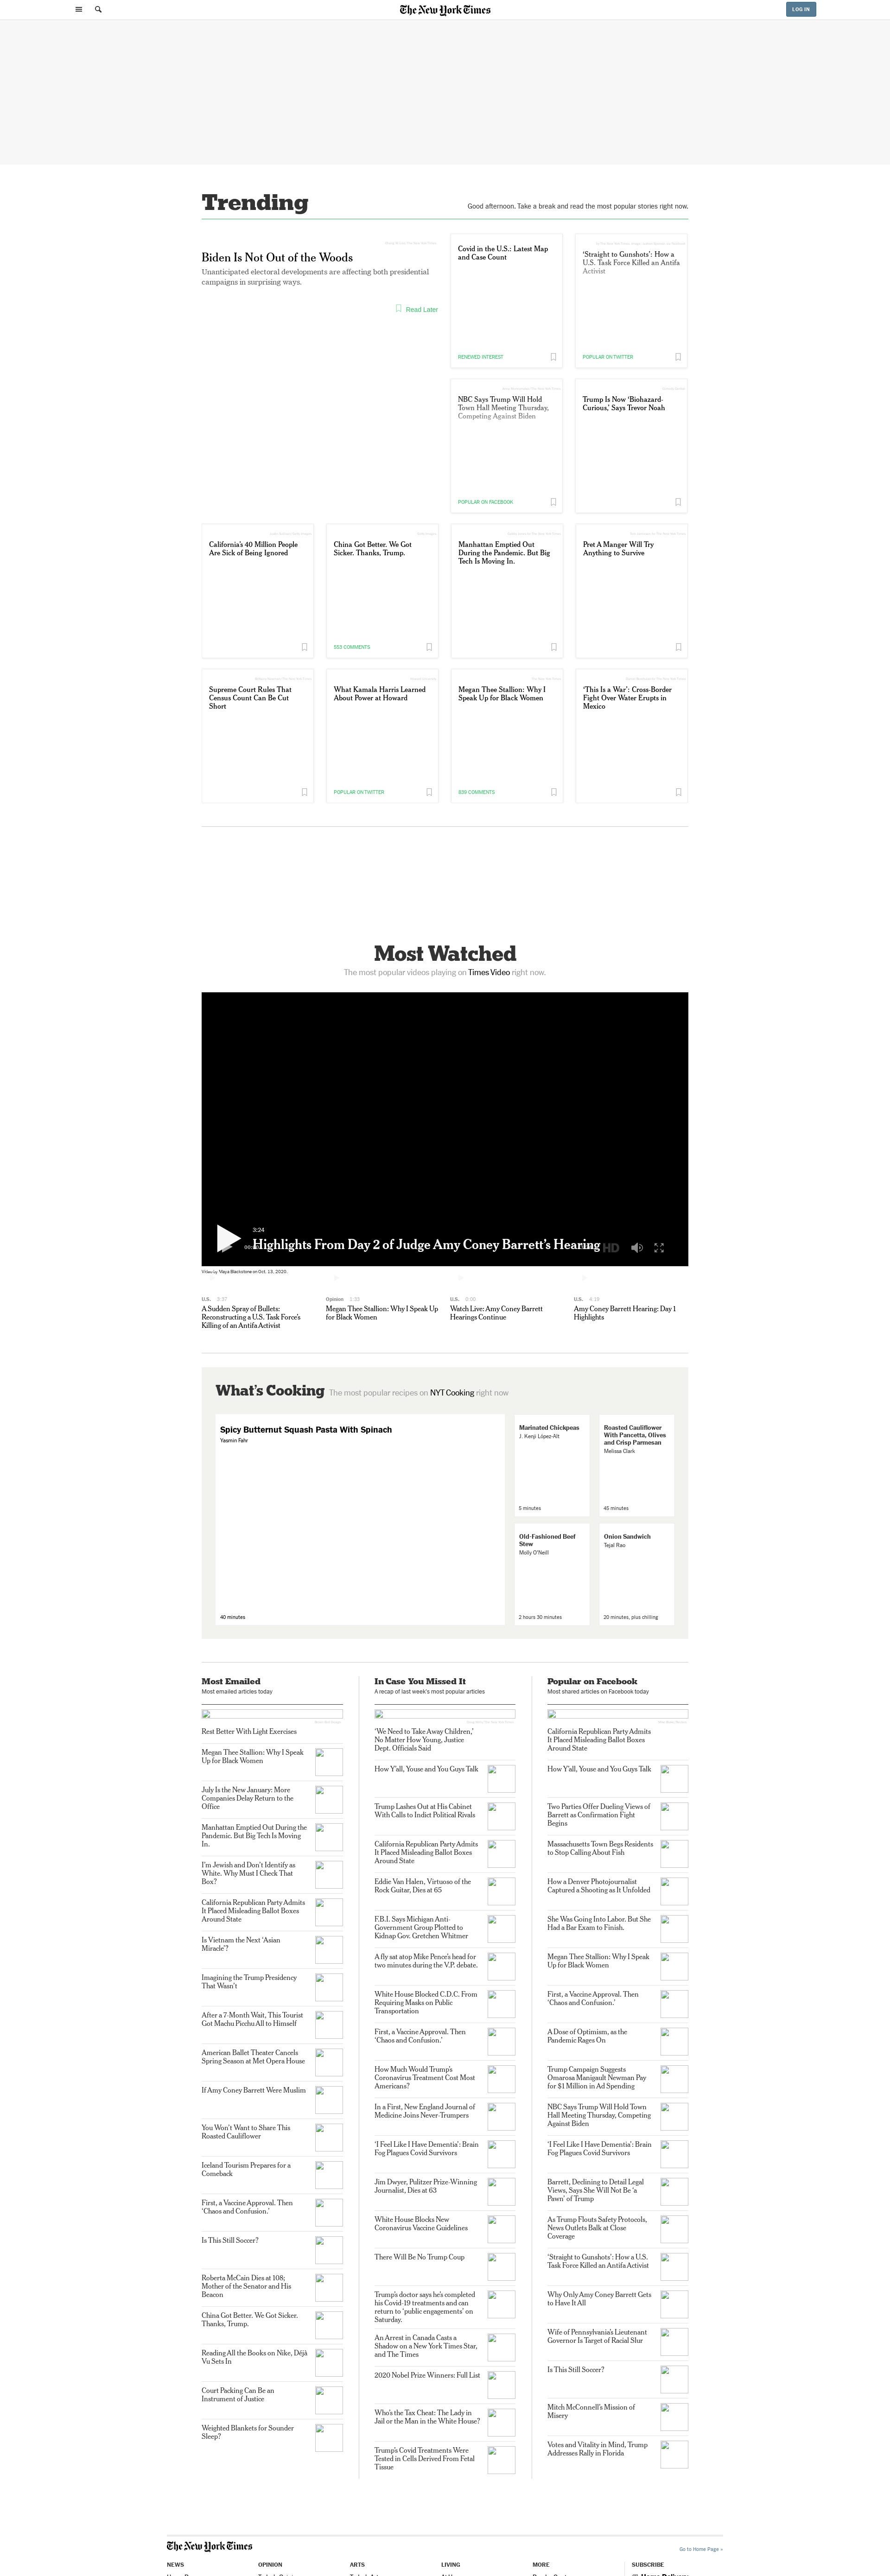 The New York Times
LOG IN
Trending
Good afternoon. Take a break and read the most popular stories right now.
Biden Is Not Out of the Woods
Unanticipated electoral developments are affecting both presidential
campaigns in surprising ways.
Read Later
Covid in the U.S.: Latest Map
and Case Count
RENEWED INTEREST
‘Straight to Gunshots’: How a
U.S. Task Force Killed an Antifa
Activist
POPULAR ON TWITTER
NBC Says Trump Will Hold
Town Hall Meeting Thursday,
Competing Against Biden
POPULAR ON FACEBOOK
Trump Is Now ‘Biohazard-
Curious,’ Says Trevor Noah
California’s 40 Million People
Are Sick of Being Ignored
China Got Better. We Got
Sicker. Thanks, Trump.
553 COMMENTS
Manhattan Emptied Out
During the Pandemic. But Big
Tech Is Moving In.
Pret A Manger Will Try
Anything to Survive
Supreme Court Rules That
Census Count Can Be Cut
Short
What Kamala Harris Learned
About Power at Howard
POPULAR ON TWITTER
Megan Thee Stallion: Why I
Speak Up for Black Women
939 COMMENTS
‘This Is a War’: Cross-Border
Fight Over Water Erupts in
Mexico
Most Watched
The most popular videos playing on Times Video right now.
3:24
Highlights From Day 2 of Judge Amy Coney Barrett’s Hearing
HD
Video by Maya Blackstone on Oct. 13, 2020.
U.S. 5:57
A Sudden Spray of Bullets:
Reconstructing a U.S. Task Force’s
Killing of an Antifa Activist
Opinion 1:33
Megan Thee Stallion: Why I Speak Up
for Black Women
U.S. 0:00
Watch Live: Amy Coney Barrett
Hearings Continue
U.S. 4:19
Amy Coney Barrett Hearing: Day 1
Highlights
What’s Cooking The most popular recipes on NYT Cooking right now
Spicy Butternut Squash Pasta With Spinach
Yasmin Fahr
40 minutes
Marinated Chickpeas
J. Kenji López-Alt
5 minutes
Roasted Cauliflower
With Pancetta, Olives
and Crisp Parmesan
Melissa Clark
45 minutes
Old-Fashioned Beef
Stew
Molly O'Neill
2 hours 30 minutes
Onion Sandwich
Tejal Rao
20 minutes, plus chilling
Most Emailed
Most emailed articles today
Rest Better With Light Exercises
Megan Thee Stallion: Why I Speak
Up for Black Women
July Is the New January: More
Companies Delay Return to the
Office
Manhattan Emptied Out During the
Pandemic. But Big Tech Is Moving
In.
I’m Jewish and Don’t Identify as
White. Why Must I Check That
Box?
California Republican Party Admits
It Placed Misleading Ballot Boxes
Around State
Is Vietnam the Next ‘Asian
Miracle’?
Imagining the Trump Presidency
That Wasn’t
After a 7-Month Wait, This Tourist
Got Machu Picchu All to Himself
American Ballet Theater Cancels
Spring Season at Met Opera House
If Amy Coney Barrett Were Muslim
You Won’t Want to Share This
Roasted Cauliflower
Iceland Tourism Prepares for a
Comeback
First, a Vaccine Approval. Then
‘Chaos and Confusion.’
Is This Still Soccer?
Roberta McCain Dies at 108;
Mother of the Senator and His
Beacon
China Got Better. We Got Sicker.
Thanks, Trump.
Reading All the Books on Nike, Déjà
Vu Sets In
Court Packing Can Be an
Instrument of Justice
Weighted Blankets for Sounder
Sleep?
In Case You Missed It
A recap of last week’s most popular articles
‘We Need to Take Away Children,’
No Matter How Young, Justice
Dept. Officials Said
How Y’all, Youse and You Guys Talk
Trump Lashes Out at His Cabinet
With Calls to Indict Political Rivals
California Republican Party Admits
It Placed Misleading Ballot Boxes
Around State
Eddie Van Halen, Virtuoso of the
Rock Guitar, Dies at 65
F.B.I. Says Michigan Anti-
Government Group Plotted to
Kidnap Gov. Gretchen Whitmer
A fly sat atop Mike Pence’s head for
two minutes during the V.P. debate.
White House Blocked C.D.C. From
Requiring Masks on Public
Transportation
First, a Vaccine Approval. Then
‘Chaos and Confusion.’
How Much Would Trump’s
Coronavirus Treatment Cost Most
Americans?
In a First, New England Journal of
Medicine Joins Never-Trumpers
‘I Feel Like I Have Dementia’: Brain
Fog Plagues Covid Survivors
Jim Dwyer, Pulitzer Prize-Winning
Journalist, Dies at 63
White House Blocks New
Coronavirus Vaccine Guidelines
There Will Be No Trump Coup
Trump’s doctor says he’s completed
his Covid-19 treatments and can
return to ‘public engagements’ on
Saturday.
An Arrest in Canada Casts a
Shadow on a New York Times Star,
and The Times
2020 Nobel Prize Winners: Full List
Who’s the Tax Cheat: The Lady in
Jail or the Man in the White House?
Trump’s Covid Treatments Were
Tested in Cells Derived From Fetal
Tissue
Popular on Facebook
Most shared articles on Facebook today
California Republican Party Admits
It Placed Misleading Ballot Boxes
Around State
How Y’all, Youse and You Guys Talk
Two Parties Offer Dueling Views of
Barrett as Confirmation Fight
Begins
Massachusetts Town Begs Residents
to Stop Calling About Fish
How a Denver Photojournalist
Captured a Shooting as It Unfolded
She Was Going Into Labor. But She
Had a Bar Exam to Finish.
Megan Thee Stallion: Why I Speak
Up for Black Women
First, a Vaccine Approval. Then
‘Chaos and Confusion.’
A Dose of Optimism, as the
Pandemic Rages On
Trump Campaign Suggests
Omarosa Manigault Newman Pay
for $1 Million in Ad Spending
NBC Says Trump Will Hold Town
Hall Meeting Thursday, Competing
Against Biden
‘I Feel Like I Have Dementia’: Brain
Fog Plagues Covid Survivors
Barrett, Declining to Detail Legal
Views, Says She Will Not Be ‘a
Pawn’ of Trump
As Trump Flouts Safety Protocols,
News Outlets Balk at Close
Coverage
‘Straight to Gunshots’: How a U.S.
Task Force Killed an Antifa Activist
Why Only Amy Coney Barrett Gets
to Have It All
Wife of Pennsylvania’s Lieutenant
Governor Is Target of Racial Slur
Is This Still Soccer?
Mitch McConnell’s Mission of
Misery
Votes and Vitality in Mind, Trump
Addresses Rally in Florida
The New York Times
Go to Home Page »
NEWS
OPINION
ARTS
LIVING
MORE
SUBSCRIBE